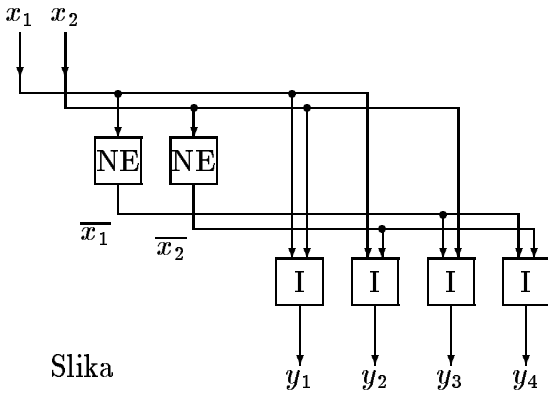 x₁ x₂
NE NE
x̅₁
x̅₂
I I I I
Slika
y₁ y₂ y₃ y₄